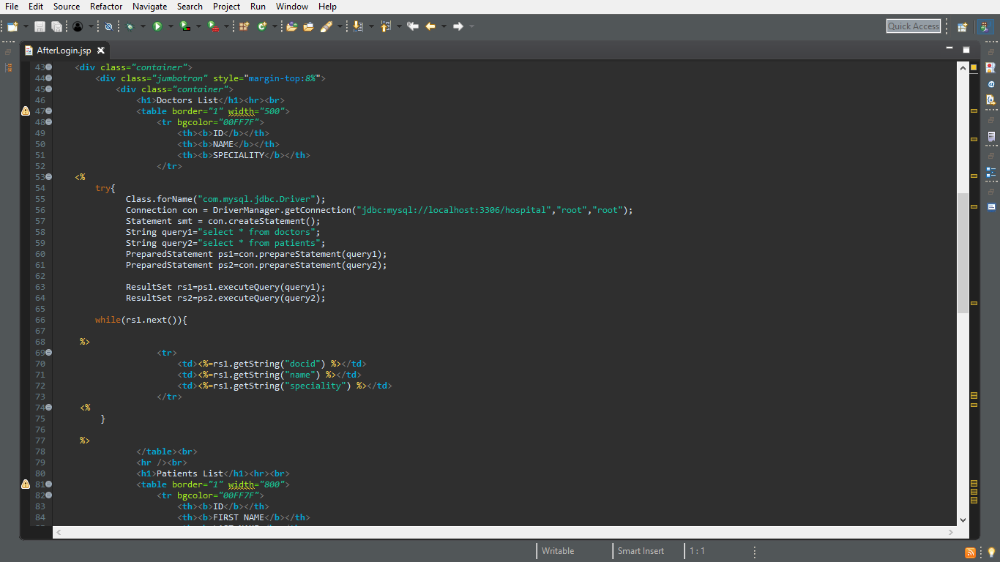 File Edit Source Refactor Navigate Search Project Run Window Help
Quick Access
AfterLogin.jsp
43 <div class="container">
44 <div class="jumbotron" style="margin-top:8%">
45 <div class="container">
46 <h1>Doctors List</h1><hr><br>
47 <table border="1" width="500">
48 <tr bgcolor="00FF7F">
49 <th><b>ID</b></th>
50 <th><b>NAME</b></th>
51 <th><b>SPECIALITY</b></th>
52 </tr>
53 <%
54 try{
55 Class.forName("com.mysql.jdbc.Driver");
56 Connection con = DriverManager.getConnection("jdbc:mysql://localhost:3306/hospital","root","root");
57 Statement smt = con.createStatement();
58 String query1="select * from doctors";
59 String query2="select * from patients";
60 PreparedStatement ps1=con.prepareStatement(query1);
61 PreparedStatement ps2=con.prepareStatement(query2);
62
63 ResultSet rs1=ps1.executeQuery(query1);
64 ResultSet rs2=ps2.executeQuery(query2);
65
66 while(rs1.next()){
67
68 %>
69 <tr>
70 <td><%=rs1.getString("docid") %></td>
71 <td><%=rs1.getString("name") %></td>
72 <td><%=rs1.getString("speciality") %></td>
73 </tr>
74 <%
75 }
76
77 %>
78 </table><br>
79 <hr /><br>
80 <h1>Patients List</h1><hr><br>
81 <table border="1" width="800">
82 <tr bgcolor="00FF7F">
83 <th><b>ID</b></th>
84 <th><b>FIRST NAME</b></th>
Writable Smart Insert 1 : 1